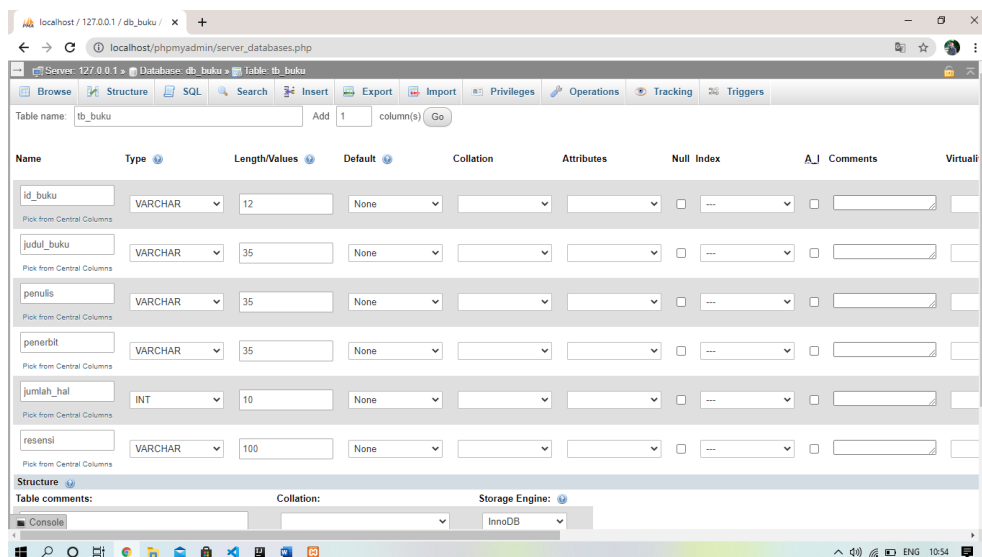 localhost / 127.0.0.1 / db_buku /
localhost/phpmyadmin/server_databases.php
Server: 127.0.0.1 » Database: db_buku » Table: tb_buku
Browse Structure SQL Search Insert Export Import Privileges Operations Tracking Triggers
Table name: tb_buku Add 1 column(s) Go
Name Type Length/Values Default Collation Attributes Null Index A_I Comments Virtuali
id_buku VARCHAR 12 None ---
Pick from Central Columns
judul_buku VARCHAR 35 None ---
Pick from Central Columns
penulis VARCHAR 35 None ---
Pick from Central Columns
penerbit VARCHAR 35 None ---
Pick from Central Columns
jumlah_hal INT 10 None ---
Pick from Central Columns
resensi VARCHAR 100 None ---
Pick from Central Columns
Structure
Table comments: Collation: Storage Engine:
Console InnoDB
ENG 10:54